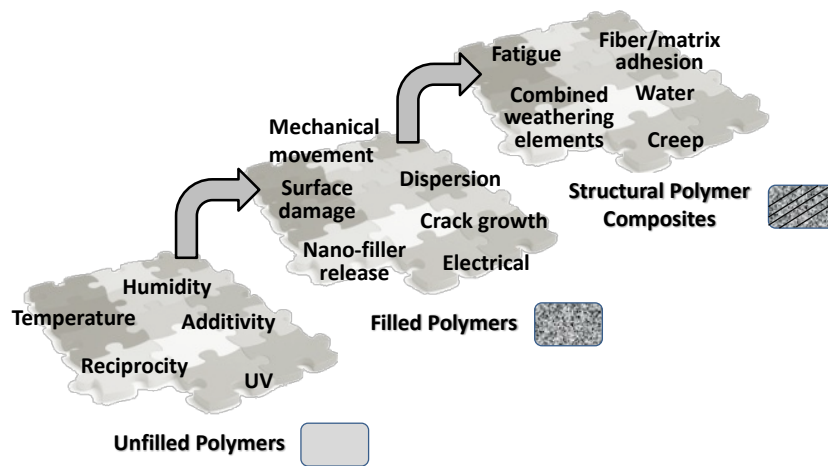 Fatigue
Fiber/matrix
adhesion
Combined
weathering
elements
Water
Creep
Structural Polymer
Composites
Mechanical
movement
Surface
damage
Dispersion
Crack growth
Nano-filler
release
Electrical
Filled Polymers
Humidity
Temperature
Additivity
Reciprocity
UV
Unfilled Polymers